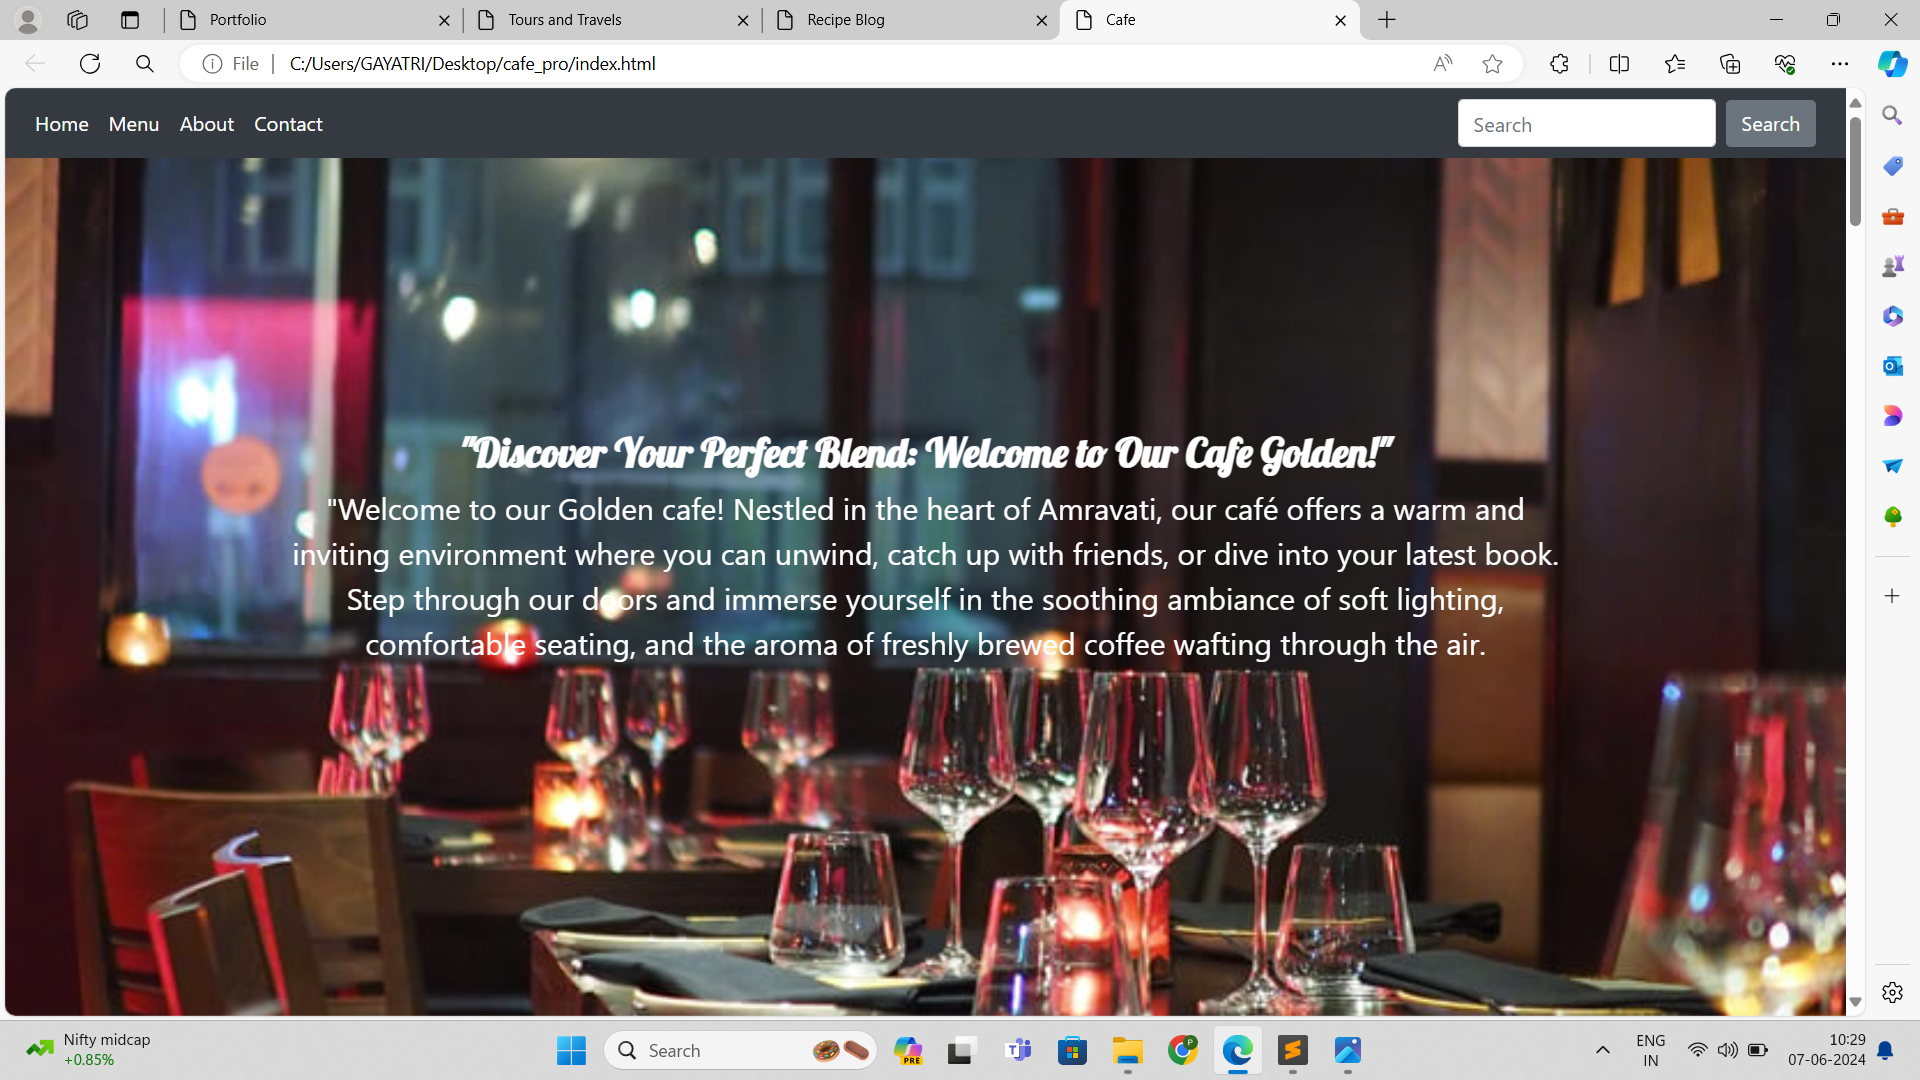 Portfolio
Tours and Travels
Recipe Blog
Cafe
File
C:/Users/GAYATRI/Desktop/cafe_pro/index.html
Home Menu About Contact
Search
Search
"Discover Your Perfect Blend: Welcome to Our Cafe Golden!"
"Welcome to our Golden cafe! Nestled in the heart of Amravati, our café offers a warm and
inviting environment where you can unwind, catch up with friends, or dive into your latest book.
Step through our doors and immerse yourself in the soothing ambiance of soft lighting,
comfortable seating, and the aroma of freshly brewed coffee wafting through the air.
Nifty midcap
+0.85%
Search
PRE
ENG
IN
10:29
07-06-2024